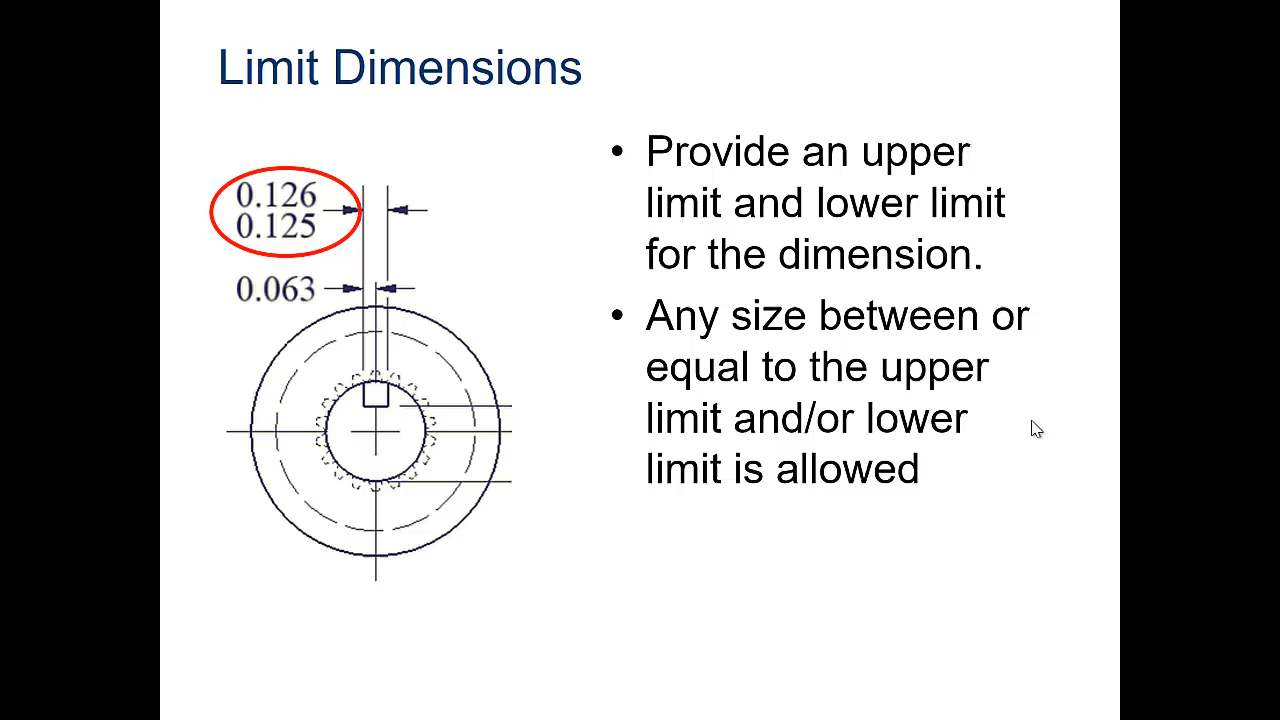 Limit Dimensions
0.126
0.125
0.063
• Provide an upper
limit and lower limit
for the dimension.
• Any size between or
equal to the upper
limit and/or lower
limit is allowed